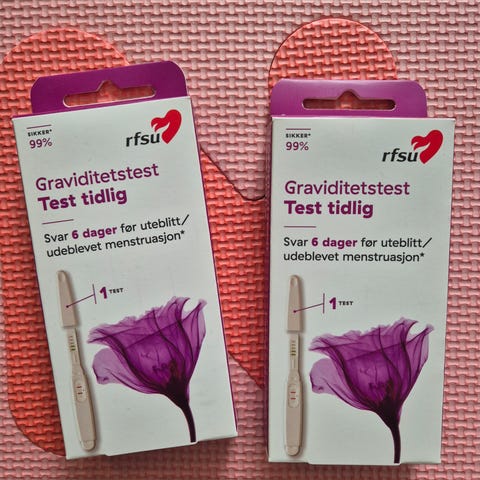 SIKKER*
99%
rfsu
Graviditetstest
Test tidlig
Svar 6 dager før uteblitt/
udeblevet menstruasjon*
1 TEST
SIKKER*
99%
rfsu
Graviditetstest
Test tidlig
Svar 6 dager før uteblitt/
udeblevet menstruasjon*
1 TEST